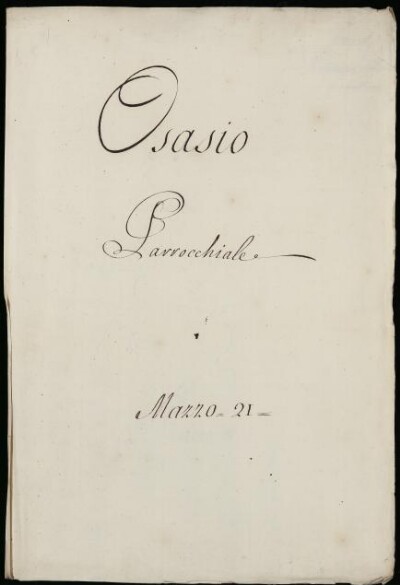 Osasio
Parrocchiale
Mazzo = 21 =